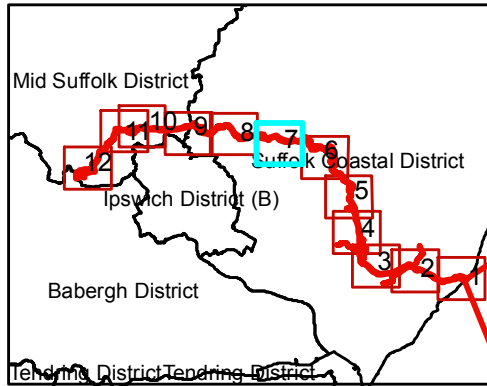 Mid Suffolk District
10
11
9
8
7
6
12
Suffolk Coastal District
5
Ipswich District (B)
4
3
2
1
Babergh District
Tendring District Tendring District